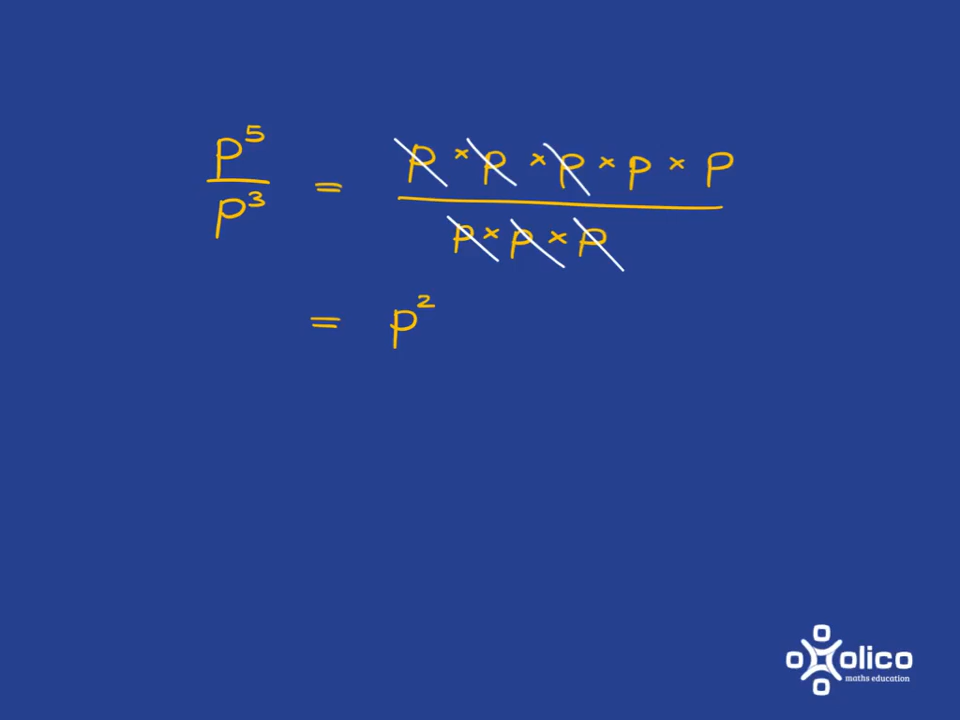 p⁵/p³ = p × p × p × p × p / p × p × p
= p²
olico
maths education